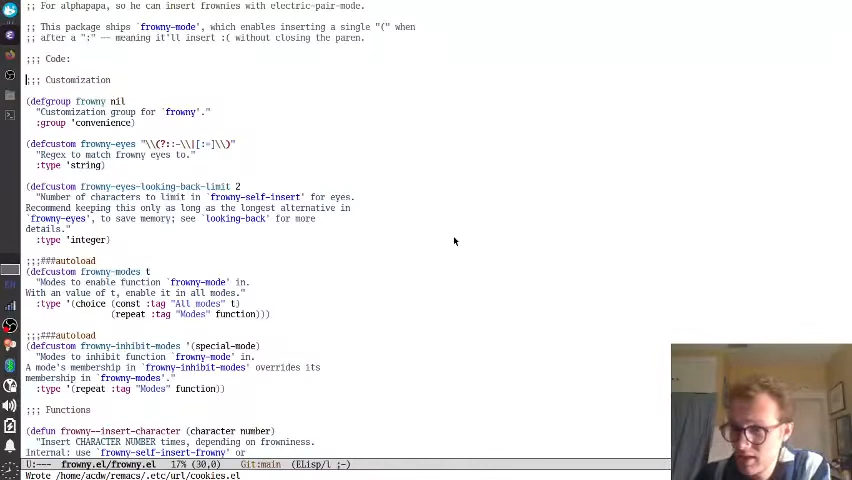 ;; For alphapapa, so he can insert frownies with electric-pair-mode.
;; This package ships `frowny-mode', which enables inserting a single "(" when
;; after a ":" -- meaning it'll insert :( without closing the paren.
;;; Code:
;;; Customization
(defgroup frowny nil
"Customization group for `frowny'."
:group 'convenience)
(defcustom frowny-eyes "\\(?::-\\|[:=]\\)"
"Regex to match frowny eyes to."
:type 'string)
(defcustom frowny-eyes-looking-back-limit 2
"Number of characters to limit in `frowny-self-insert' for eyes.
Recommend keeping this only as long as the longest alternative in
`frowny-eyes', to save memory; see `looking-back' for more
details."
:type 'integer)
;;;###autoload
(defcustom frowny-modes t
"Modes to enable function `frowny-mode' in.
With an value of t, enable it in all modes."
:type '(choice (const :tag "All modes" t)
(repeat :tag "Modes" function)))
;;;###autoload
(defcustom frowny-inhibit-modes '(special-mode)
"Modes to inhibit function `frowny-mode' in.
A mode's membership in `frowny-inhibit-modes' overrides its
membership in `frowny-modes'."
:type '(repeat :tag "Modes" function))
;;; Functions
(defun frowny--insert-character (character number)
"Insert CHARACTER NUMBER times, depending on frowniness.
Internal: use `frowny-self-insert-frowny' or
U:--- frowny.el/frowny.el 17% (30,0) Git:main (ELisp/l ;-)
Wrote /home/acdw/remacs/.etc/url/cookies.el